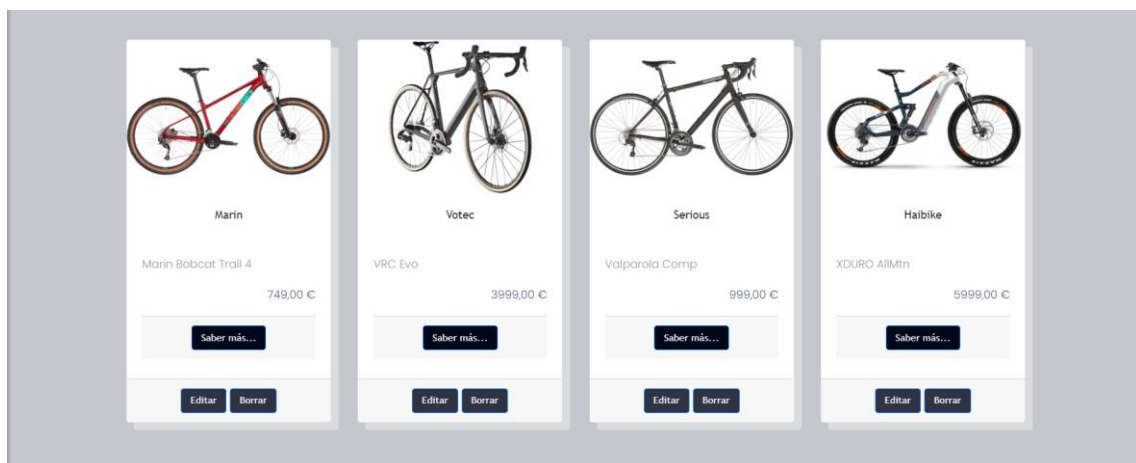 Marin
Votec
Serious
Haibike
Marin Bobcat Trail 4
VRC Evo
Valparola Comp
XDURO AllMtn
749,00 €
3999,00 €
999,00 €
5999,00 €
Saber más...
Saber más...
Saber más...
Saber más...
Editar Borrar
Editar Borrar
Editar Borrar
Editar Borrar